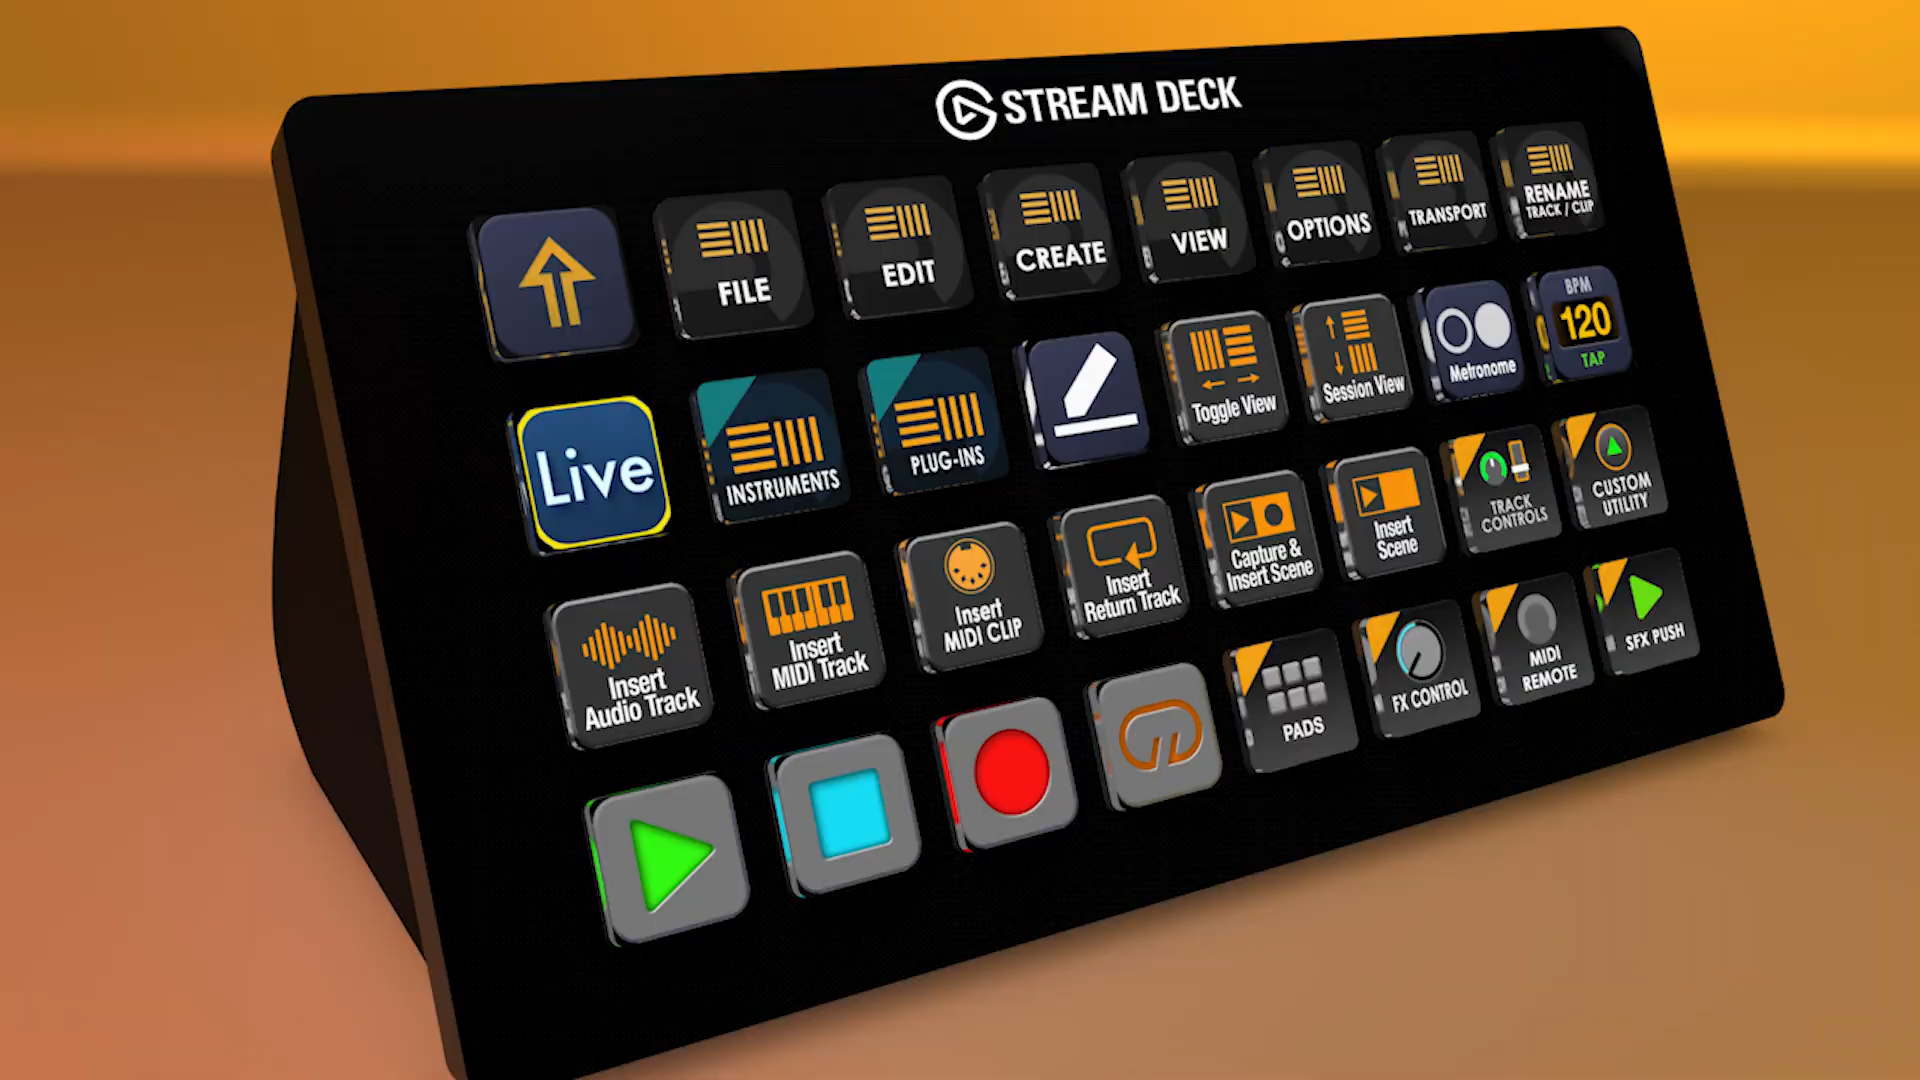 STREAM DECK
FILE
EDIT
CREATE
VIEW
OPTIONS
TRANSPORT
RENAME
TRACK / CLIP
Live
INSTRUMENTS
PLUG-INS
Toggle View
Session View
Metronome
BPM
120
TAP
Insert
Audio Track
Insert
MIDI Track
Insert
MIDI CLIP
Insert
Return Track
Capture &
Insert Scene
Insert
Scene
TRACK
CONTROLS
CUSTOM
UTILITY
PADS
FX CONTROL
MIDI
REMOTE
SFX PUSH